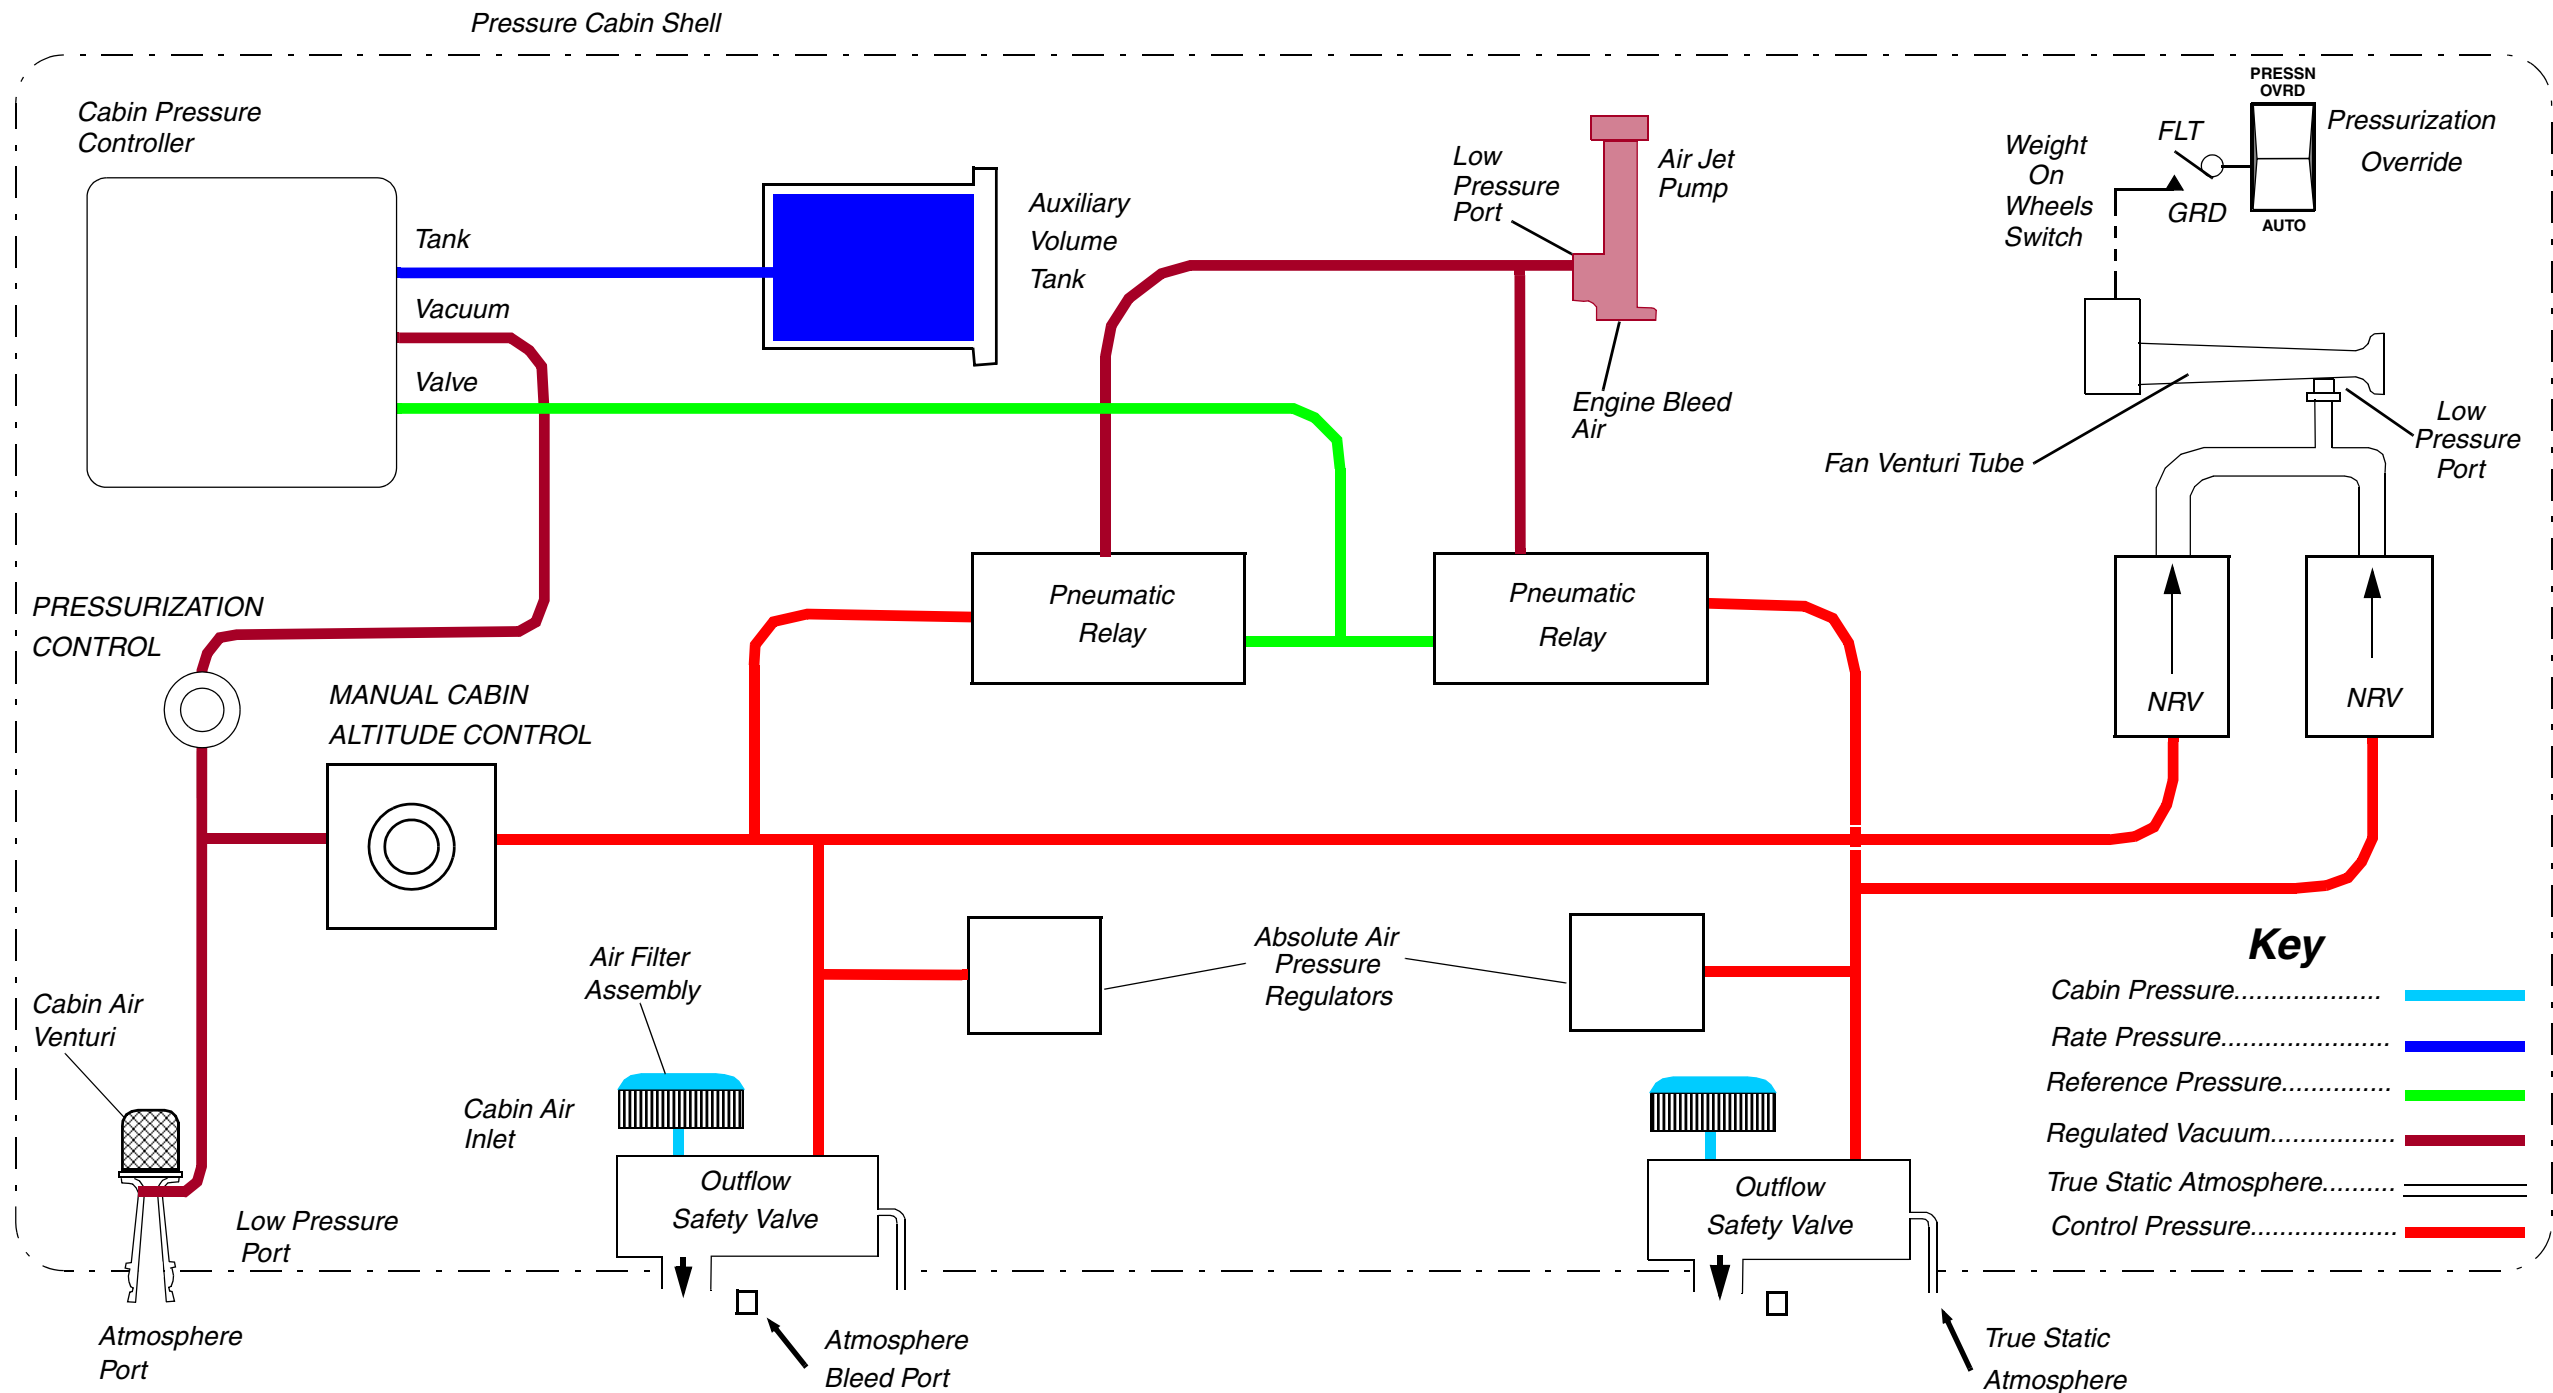 Pressure Cabin Shell
Cabin Pressure
Controller
Tank
Vacuum
Valve
Auxiliary
Volume
Tank
Low
Pressure
Port
Air Jet
Pump
Engine Bleed
Air
Weight
On
Wheels
Switch
FLT
GRD
PRESSN
OVRD
AUTO
Pressurization
Override
Fan Venturi Tube
Low
Pressure
Port
PRESSURIZATION
CONTROL
MANUAL CABIN
ALTITUDE CONTROL
Pneumatic
Relay
Pneumatic
Relay
NRV
NRV
Air Filter
Assembly
Absolute Air
Pressure
Regulators
Cabin Air
Venturi
Cabin Air
Inlet
Outflow
Safety Valve
Outflow
Safety Valve
Low Pressure
Port
Atmosphere
Port
Atmosphere
Bleed Port
True Static
Atmosphere
Key
Cabin Pressure....................
Rate Pressure.......................
Reference Pressure...............
Regulated Vacuum.................
True Static Atmosphere..........
Control Pressure....................